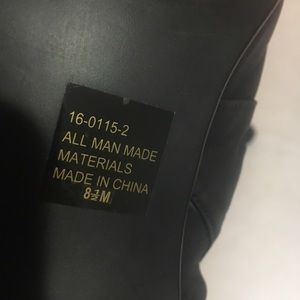 16-0115-2
ALL MAN MADE
MATERIALS
MADE IN CHINA
8½M